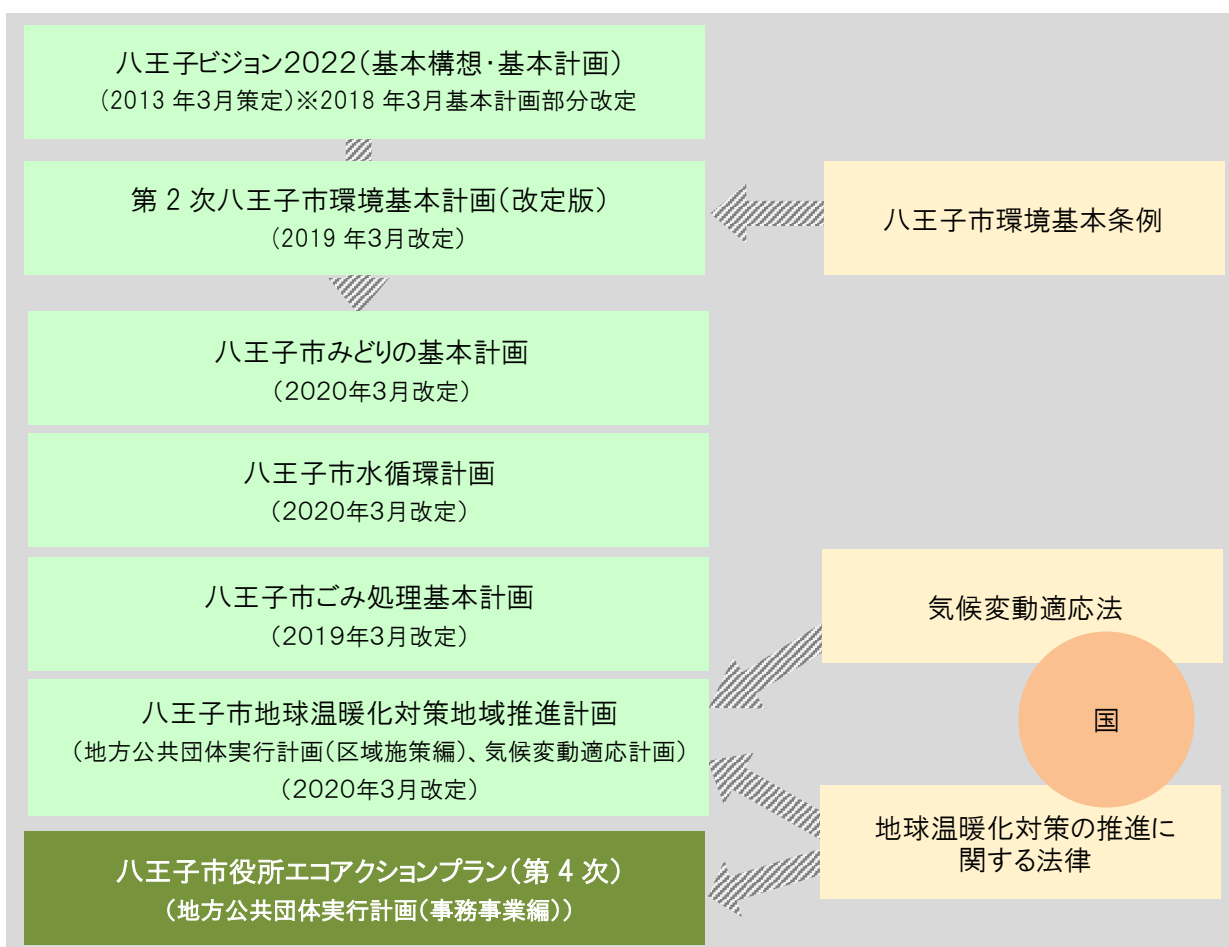 八王子ビジョン2022(基本構想・基本計画)
(2013 年3月策定)※2018 年3月基本計画部分改定
第 2 次八王子市環境基本計画(改定版)
(2019 年3月改定)
八王子市環境基本条例
八王子市みどりの基本計画
(2020年3月改定)
八王子市水循環計画
(2020年3月改定)
八王子市ごみ処理基本計画
(2019年3月改定)
気候変動適応法
八王子市地球温暖化対策地域推進計画
(地方公共団体実行計画(区域施策編)、気候変動適応計画)
(2020年3月改定)
国
地球温暖化対策の推進に
関する法律
八王子市役所エコアクションプラン(第 4 次)
(地方公共団体実行計画(事務事業編))